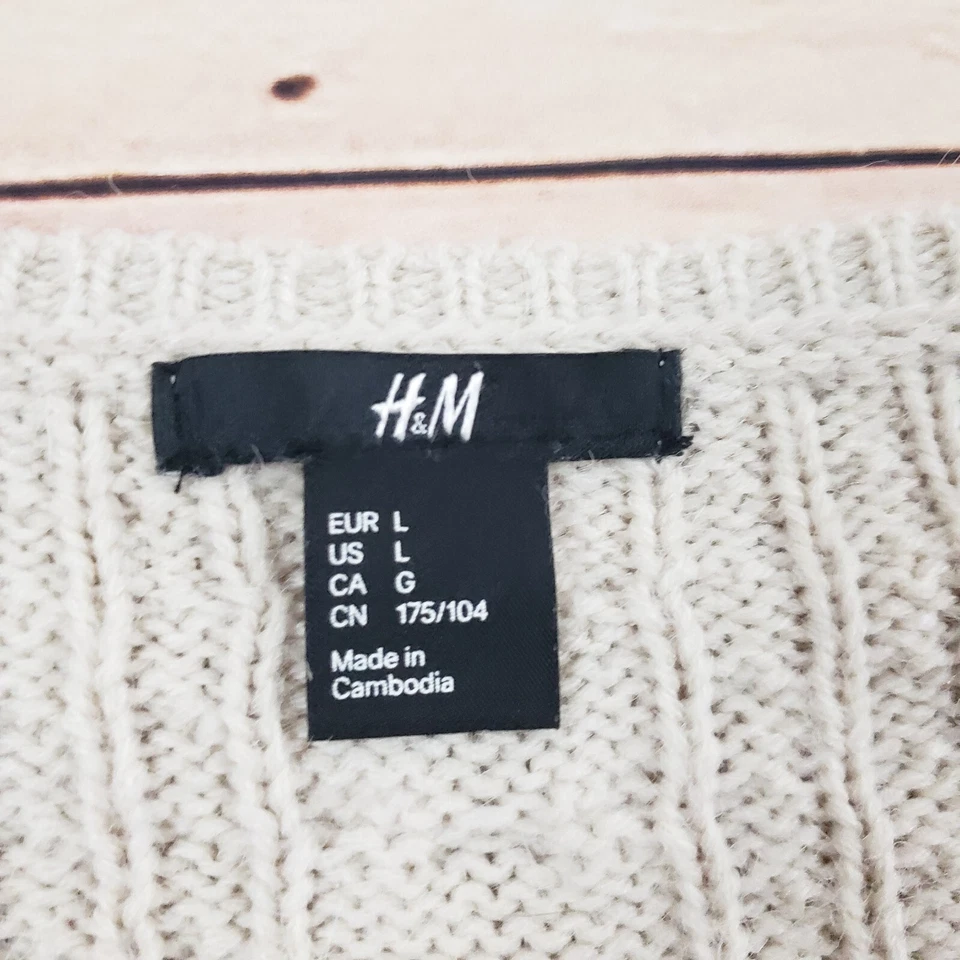 H&M
EUR L
US L
CA G
CN 175/104
Made in
Cambodia